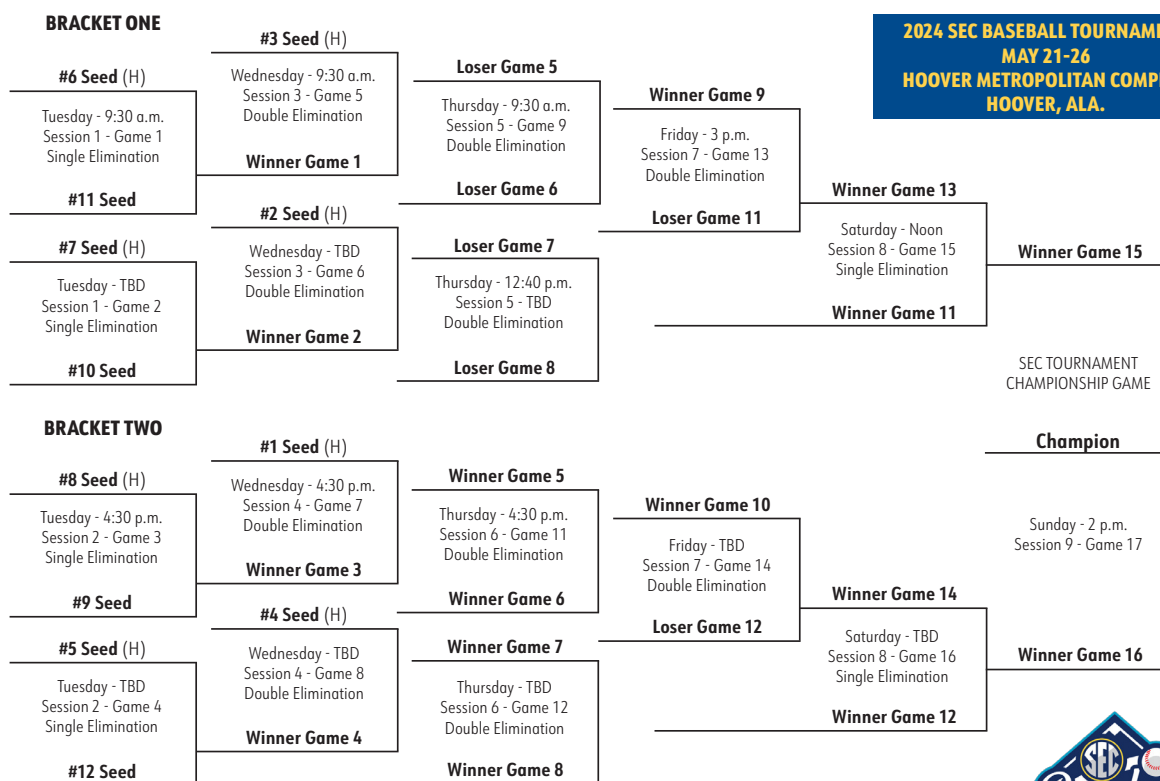 BRACKET ONE
#6 Seed (H)
Tuesday - 9:30 a.m.
Session 1 - Game 1
Single Elimination
#11 Seed
#7 Seed (H)
Tuesday - TBD
Session 1 - Game 2
Single Elimination
#10 Seed
#3 Seed (H)
Wednesday - 9:30 a.m.
Session 3 - Game 5
Double Elimination
Winner Game 1
#2 Seed (H)
Wednesday - TBD
Session 3 - Game 6
Double Elimination
Winner Game 2
Loser Game 5
Thursday - 9:30 a.m.
Session 5 - Game 9
Double Elimination
Loser Game 6
Loser Game 7
Thursday - 12:40 p.m.
Session 5 - TBD
Double Elimination
Loser Game 8
Winner Game 9
Friday - 3 p.m.
Session 7 - Game 13
Double Elimination
Loser Game 11
Winner Game 13
Saturday - Noon
Session 8 - Game 15
Single Elimination
Winner Game 11
2024 SEC BASEBALL TOURNAME
MAY 21-26
HOOVER METROPOLITAN COMP
HOOVER, ALA.
Winner Game 15
SEC TOURNAMENT
CHAMPIONSHIP GAME
Champion
Sunday - 2 p.m.
Session 9 - Game 17
Winner Game 16
BRACKET TWO
#8 Seed (H)
Tuesday - 4:30 p.m.
Session 2 - Game 3
Single Elimination
#9 Seed
#5 Seed (H)
Tuesday - TBD
Session 2 - Game 4
Single Elimination
#12 Seed
#1 Seed (H)
Wednesday - 4:30 p.m.
Session 4 - Game 7
Double Elimination
Winner Game 3
#4 Seed (H)
Wednesday - TBD
Session 4 - Game 8
Double Elimination
Winner Game 4
Winner Game 5
Thursday - 4:30 p.m.
Session 6 - Game 11
Double Elimination
Winner Game 6
Winner Game 7
Thursday - TBD
Session 6 - Game 12
Double Elimination
Winner Game 8
Winner Game 10
Friday - TBD
Session 7 - Game 14
Double Elimination
Loser Game 12
Winner Game 14
Saturday - TBD
Session 8 - Game 16
Single Elimination
Winner Game 12
SEC